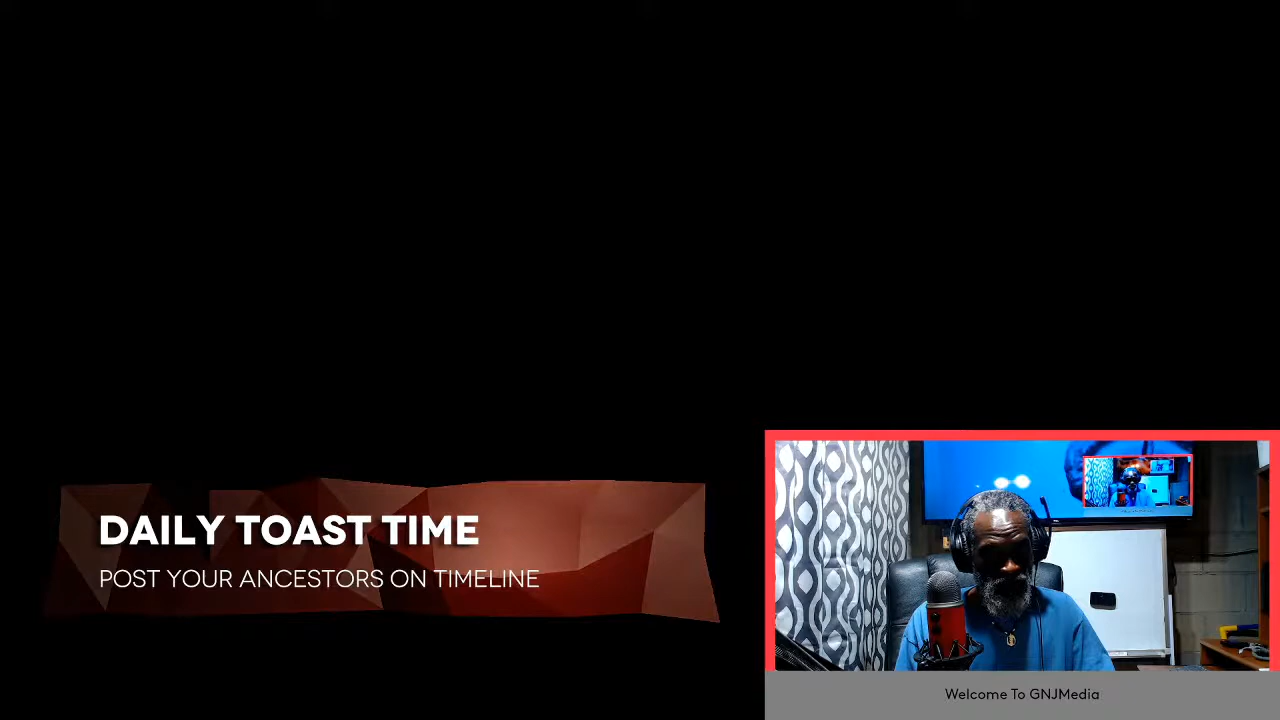 DAILY TOAST TIME
POST YOUR ANCESTORS ON TIMELINE
Welcome To GNJMedia